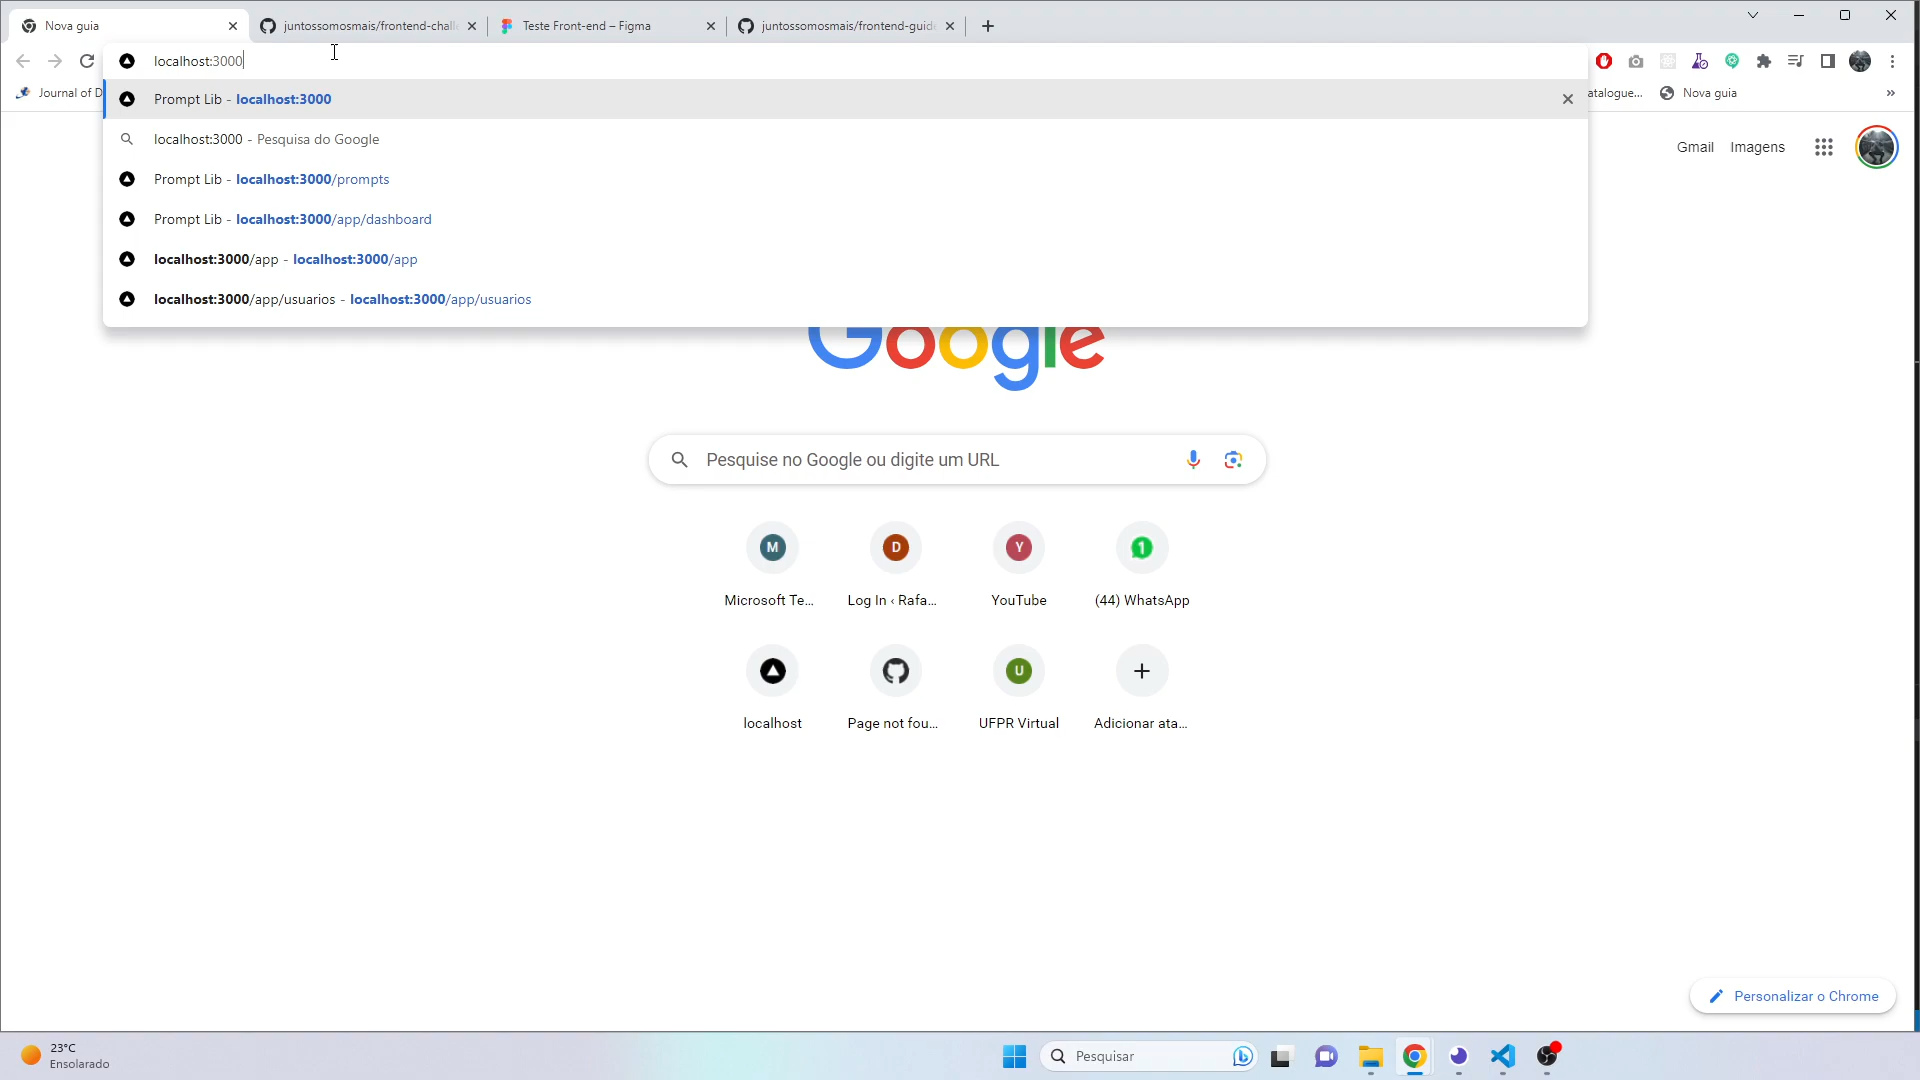 Nova guia
juntossomosmais/frontend-chall
Teste Front-end – Figma
juntossomosmais/frontend-guide
localhost:3000
Journal of D
Prompt Lib - localhost:3000
atalogue...
Nova guia
»
localhost:3000 - Pesquisa do Google
Gmail
Imagens
Prompt Lib - localhost:3000/prompts
Prompt Lib - localhost:3000/app/dashboard
localhost:3000/app - localhost:3000/app
localhost:3000/app/usuarios - localhost:3000/app/usuarios
Google
Pesquise no Google ou digite um URL
M
D
Y
1
Microsoft Te...
Log In ‹ Rafa...
YouTube
(44) WhatsApp
U
localhost
Page not fou...
UFPR Virtual
Adicionar ata...
Personalizar o Chrome
23°C
Ensolarado
Pesquisar